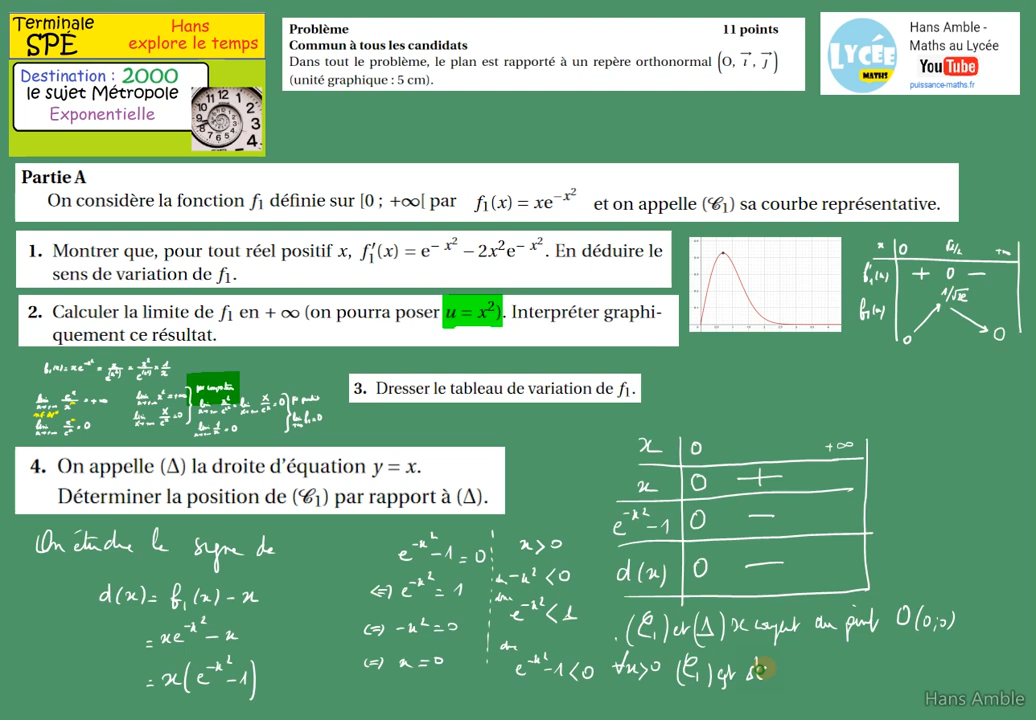 Terminale
SPÉ
Hans
explore le temps
Destination : 2000
le sujet Métropole
Exponentielle
Problème 11 points
Commun à tous les candidats
Dans tout le problème, le plan est rapporté à un repère orthonormal (O, i⃗, j⃗)
(unité graphique : 5 cm).
LYCÉE
MATHS
Hans Amble -
Maths au Lycée
YouTube
puissance-maths.fr
Partie A
On considère la fonction f₁ définie sur [0 ; +∞[ par f₁(x) = xe^{-x²} et on appelle (𝒞₁) sa courbe représentative.
1. Montrer que, pour tout réel positif x, f₁′(x) = e^{-x²} − 2x²e^{-x²}. En déduire le
sens de variation de f₁.
x 0 √2/2 +∞
f₁′(x) + 0 −
f₁(x) 0 0
2. Calculer la limite de f₁ en +∞ (on pourra poser u = x²). Interpréter graphi-
quement ce résultat.
3. Dresser le tableau de variation de f₁.
4. On appelle (Δ) la droite d'équation y = x.
Déterminer la position de (𝒞₁) par rapport à (Δ).
x 0 +∞
x 0 +
e^{-x²}-1 0 −
d(x) 0 −
On étudie le signe de
d(x) = f₁(x) - x
= xe^{-x²} - x
= x(e^{-x²} - 1)
e^{-x²} - 1 = 0
(=) e^{-x²} = 1
(=) -x² = 0
(=) x = 0
x > 0
-x² < 0
e^{-x²} < 1
e^{-x²} - 1 < 0
. (𝒞₁) et (Δ) se coupent au point O(0;0)
∀x>0 (𝒞₁) est
Hans Amble